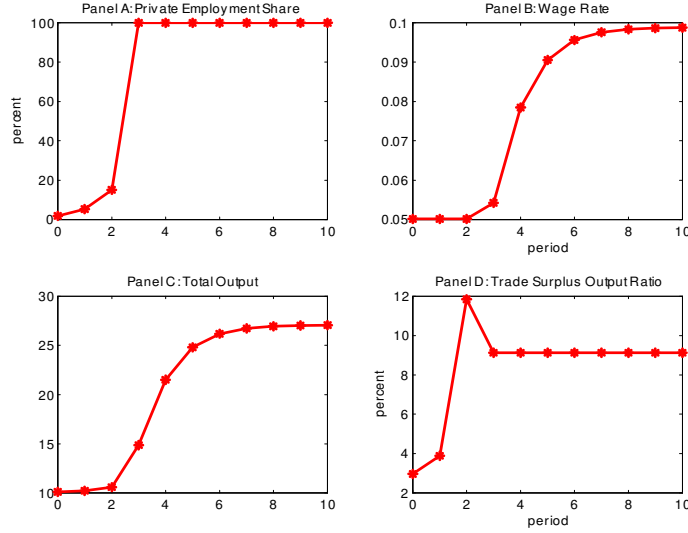 Panel A: Private Employment Share
100
80
60
40
20
0
percent
0 2 4 6 8 10
Panel B: Wage Rate
0.1
0.09
0.08
0.07
0.06
0.05
0 2 4 6 8 10
period
Panel C: Total Output
30
25
20
15
10
0 2 4 6 8 10
Panel D: Trade Surplus Output Ratio
12
10
8
6
4
2
percent
0 2 4 6 8 10
period